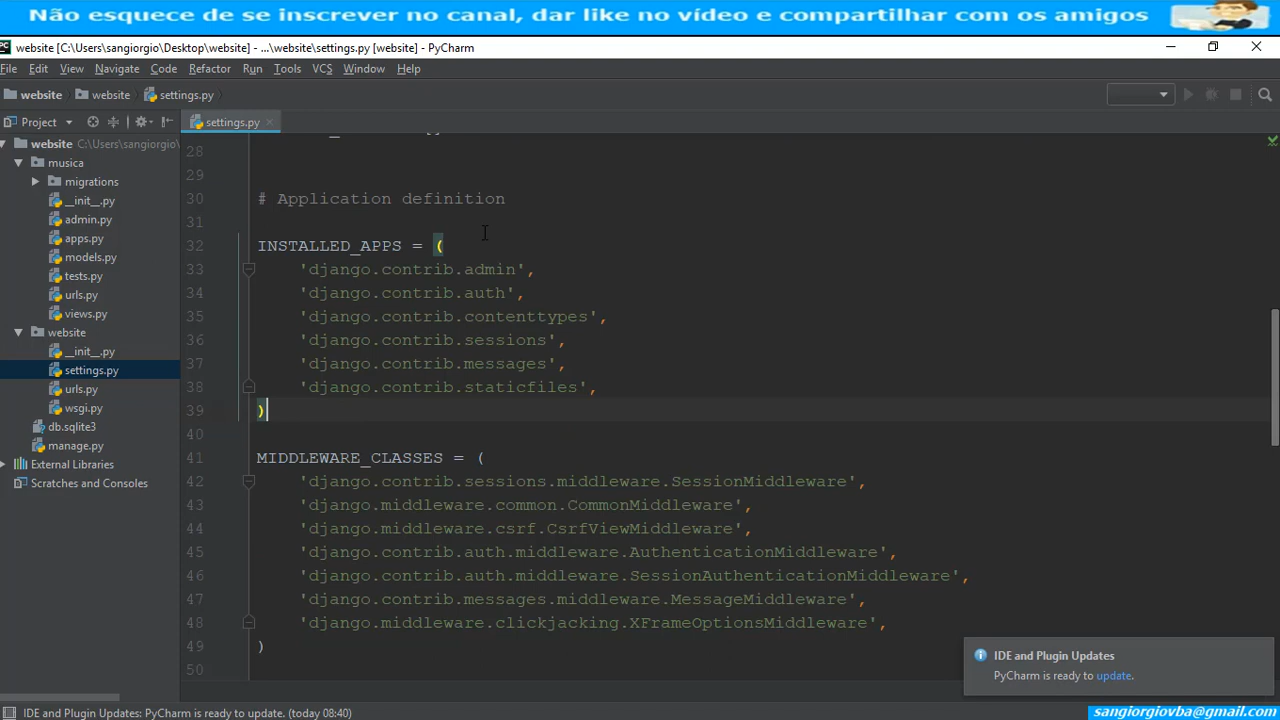 Não esquece de se inscrever no canal, dar like no vídeo e compartilhar com os amigos
website [C:\Users\sangiorgio\Desktop\website] - ...\website\settings.py [website] - PyCharm
File Edit View Navigate Code Refactor Run Tools VCS Window Help
website website settings.py
Project settings.py
website C:\Users\sangiorgio\
musica
migrations
__init__.py
admin.py
apps.py
models.py
tests.py
urls.py
views.py
website
__init__.py
settings.py
urls.py
wsgi.py
db.sqlite3
manage.py
External Libraries
Scratches and Consoles
28
29
30 # Application definition
31
32 INSTALLED_APPS = (
33 'django.contrib.admin',
34 'django.contrib.auth',
35 'django.contrib.contenttypes',
36 'django.contrib.sessions',
37 'django.contrib.messages',
38 'django.contrib.staticfiles',
39 )
40
41 MIDDLEWARE_CLASSES = (
42 'django.contrib.sessions.middleware.SessionMiddleware',
43 'django.middleware.common.CommonMiddleware',
44 'django.middleware.csrf.CsrfViewMiddleware',
45 'django.contrib.auth.middleware.AuthenticationMiddleware',
46 'django.contrib.auth.middleware.SessionAuthenticationMiddleware',
47 'django.contrib.messages.middleware.MessageMiddleware',
48 'django.middleware.clickjacking.XFrameOptionsMiddleware',
49 )
50
IDE and Plugin Updates
PyCharm is ready to update.
IDE and Plugin Updates: PyCharm is ready to update. (today 08:40)
sangiorgiovba@gmail.com